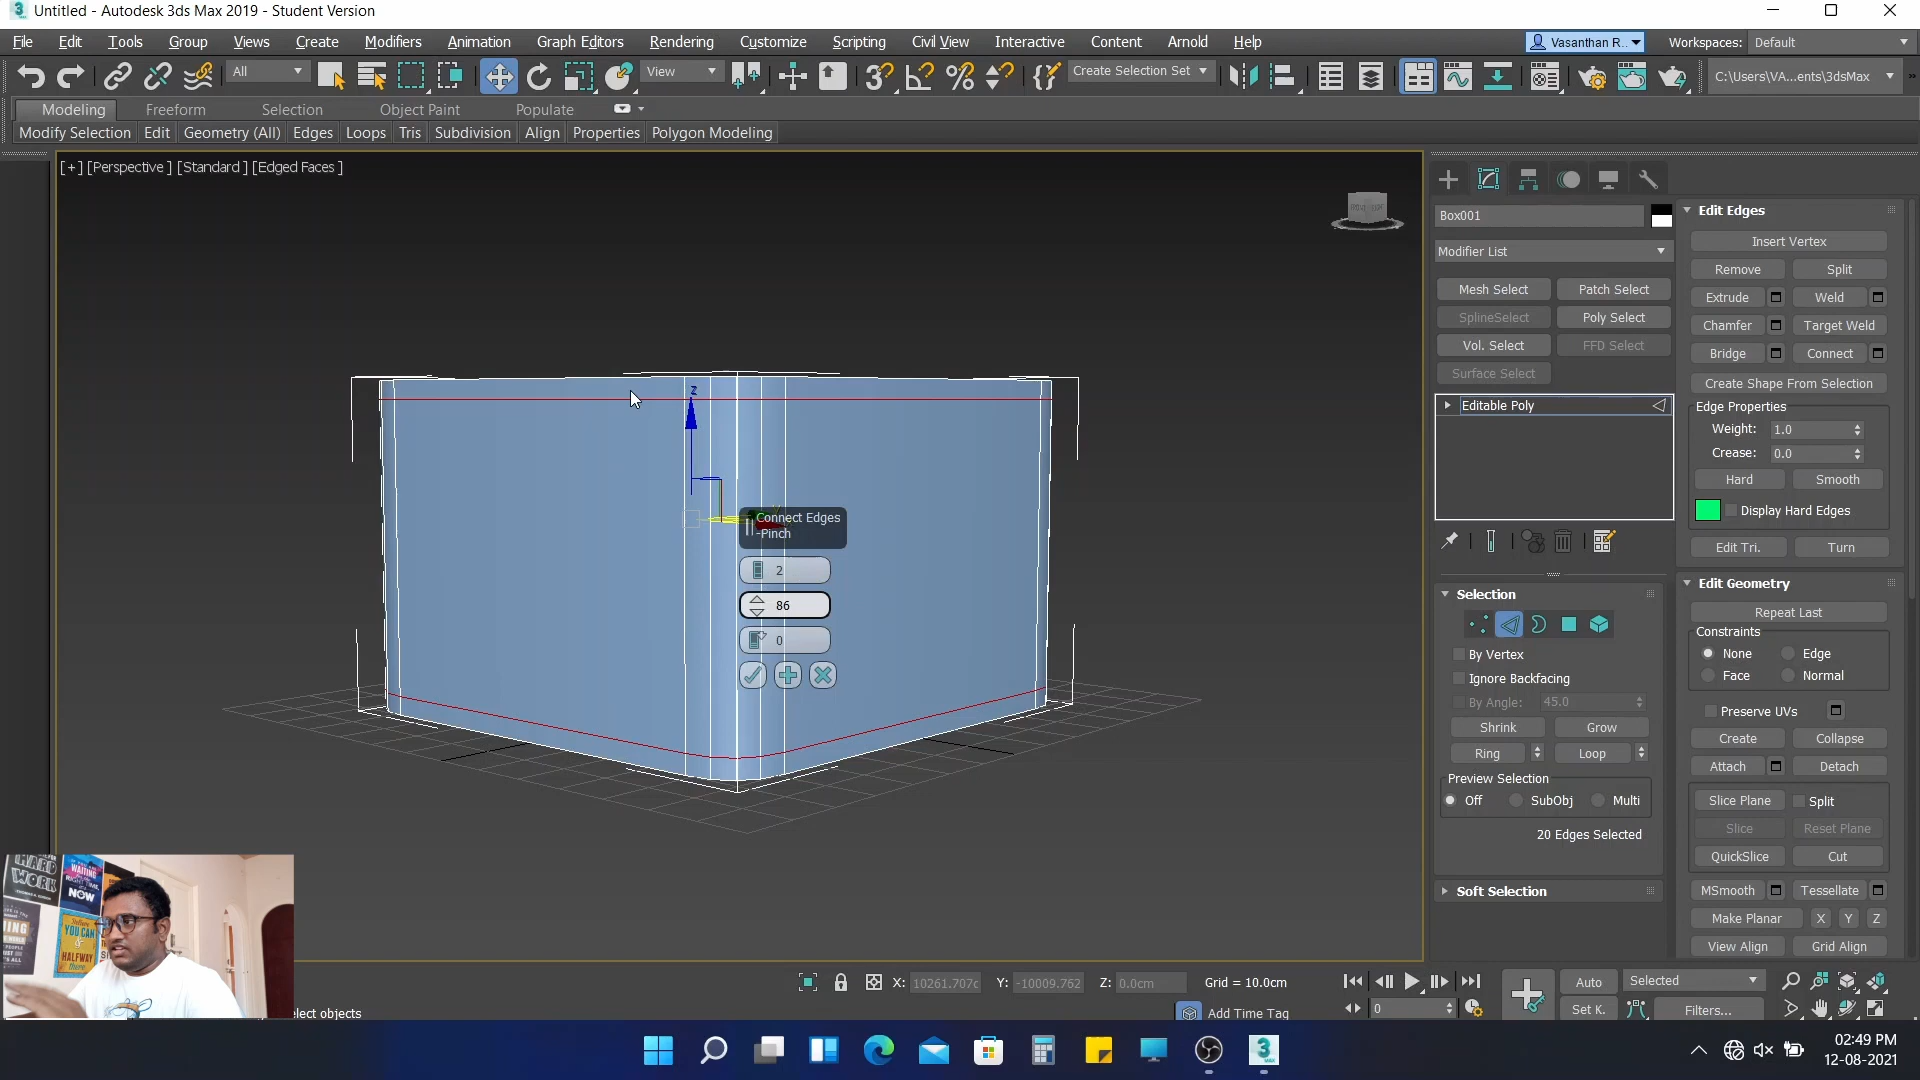 Untitled - Autodesk 3ds Max 2019 - Student Version
File Edit Tools Group Views Create Modifiers Animation Graph Editors Rendering Customize Scripting Civil View Interactive Content Arnold Help
Vasanthan R... Workspaces: Default
All View Create Selection Set C:\Users\VA...ents\3dsMax
Modeling Freeform Selection Object Paint Populate
Modify Selection Edit Geometry (All) Edges Loops Tris Subdivision Align Properties Polygon Modeling
[+] [Perspective ] [Standard ] [Edged Faces ]
Box001
Modifier List
Mesh Select Patch Select
SplineSelect Poly Select
Vol. Select FFD Select
Surface Select
Editable Poly
Selection
By Vertex
Ignore Backfacing
By Angle: 45.0
Shrink Grow
Ring Loop
Preview Selection
Off SubObj Multi
20 Edges Selected
Soft Selection
Edit Edges
Insert Vertex
Remove Split
Extrude Weld
Chamfer Target Weld
Bridge Connect
Create Shape From Selection
Edge Properties
Weight: 1.0
Crease: 0.0
Hard Smooth
Display Hard Edges
Edit Tri. Turn
Edit Geometry
Repeat Last
Constraints
None Edge
Face Normal
Preserve UVs
Create Collapse
Attach Detach
Slice Plane Split
Slice Reset Plane
QuickSlice Cut
MSmooth Tessellate
Make Planar X Y Z
View Align Grid Align
z
Connect Edges
-Pinch
2
86
0
HARD
WORK
WAITING
NOW
YOU CAN
&
HALFWAY
X: 10261.707c Y: -10009.762 Z: 0.0cm Grid = 10.0cm
Add Time Tag
0
Auto Selected
Set K. Filters...
lect objects
02:49 PM
12-08-2021